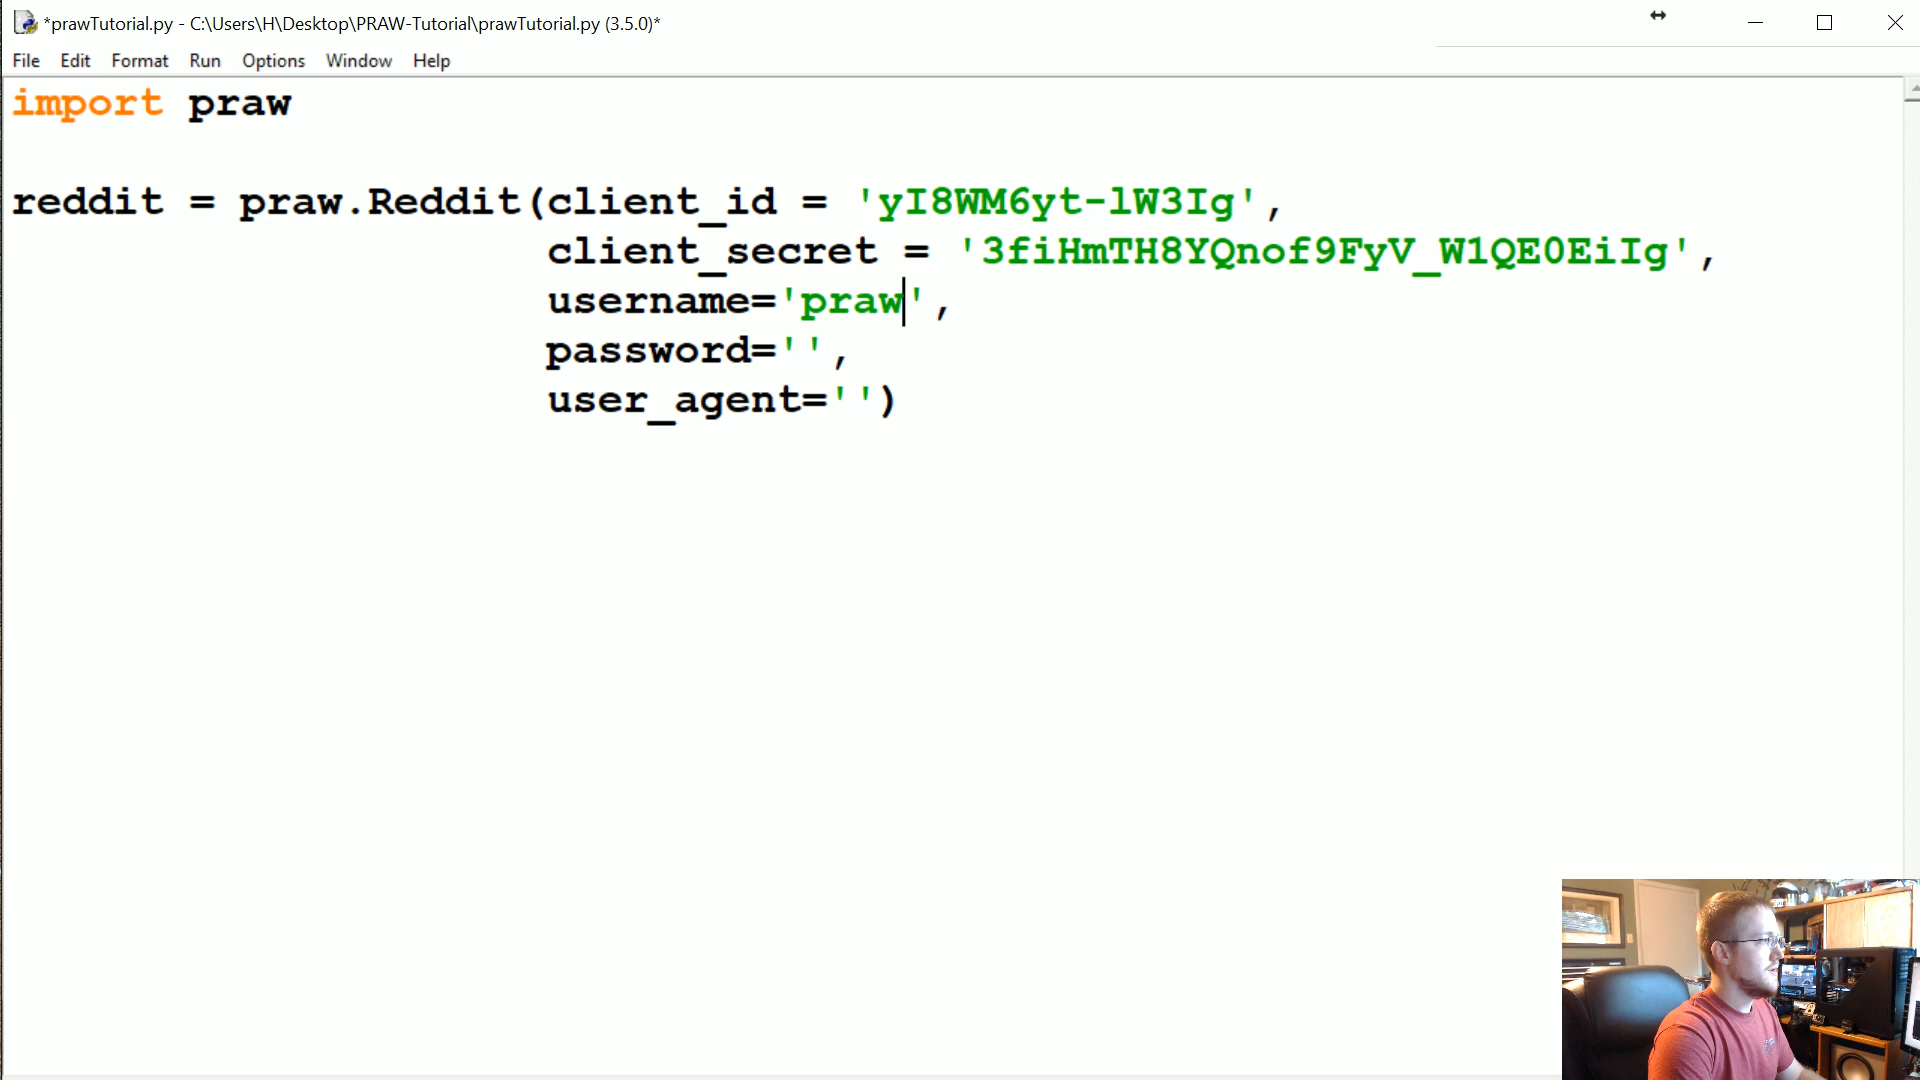 *prawTutorial.py - C:\Users\H\Desktop\PRAW-Tutorial\prawTutorial.py (3.5.0)*
File Edit Format Run Options Window Help
import praw
reddit = praw.Reddit(client_id = 'yI8WM6yt-lW3Ig',
client_secret = '3fiHmTH8YQnof9FyV_W1QE0EiIg',
username='praw',
password='',
user_agent='')